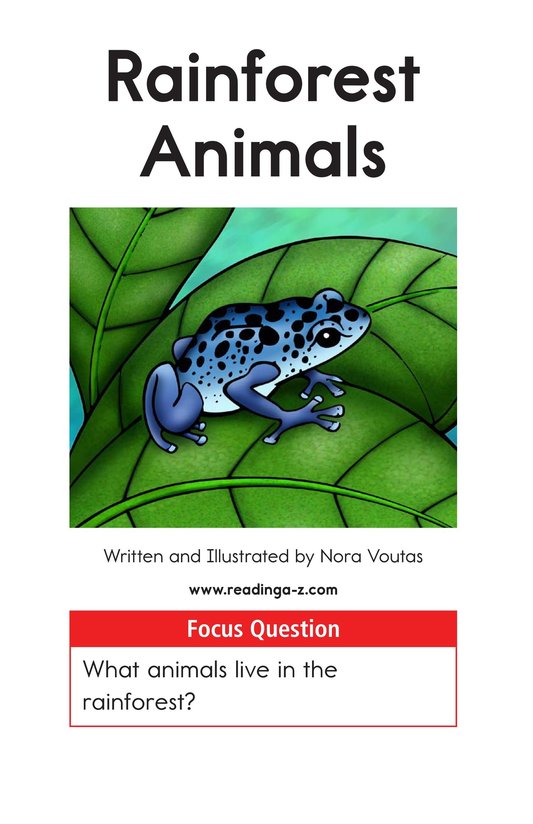 Rainforest
Animals
Written and Illustrated by Nora Voutas
www.readinga-z.com
Focus Question
What animals live in the
rainforest?